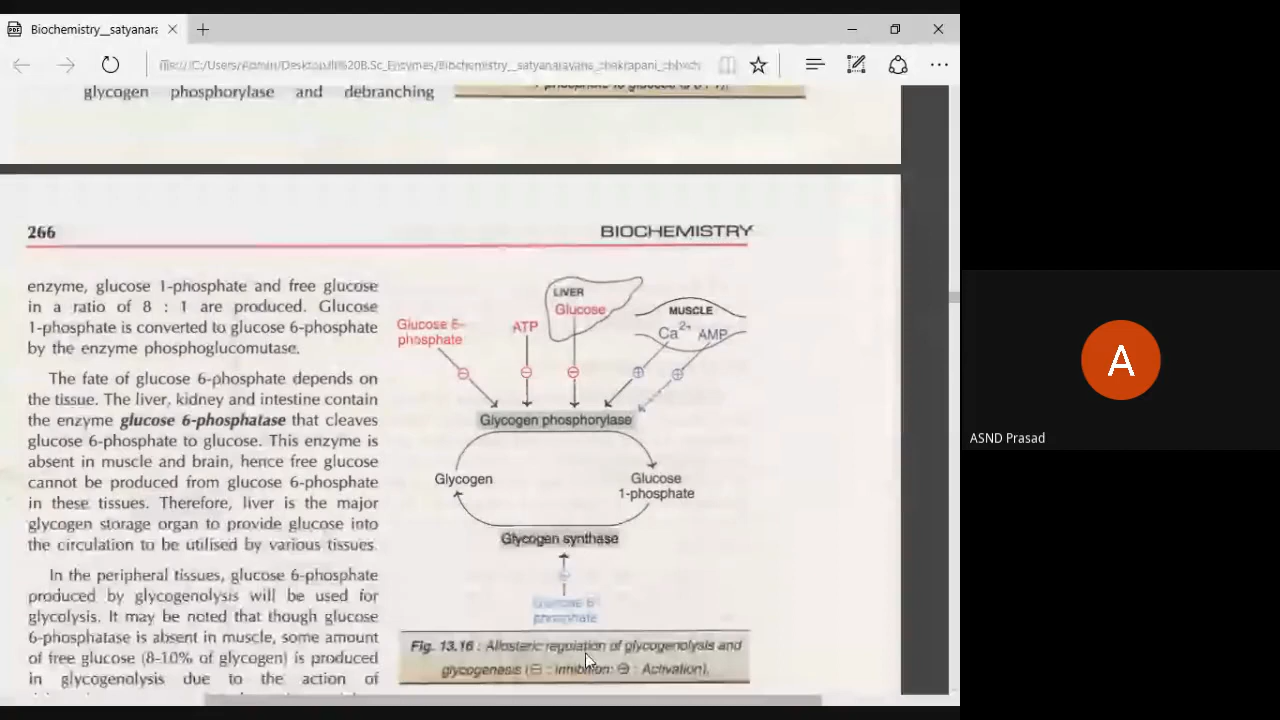 Biochemistry__satyanara
glycogen phosphorylase and debranching
266
BIOCHEMISTRY
enzyme, glucose 1-phosphate and free glucose
in a ratio of 8 : 1 are produced. Glucose
1-phosphate is converted to glucose 6-phosphate
by the enzyme phosphoglucomutase.
The fate of glucose 6-phosphate depends on
the tissue. The liver, kidney and intestine contain
the enzyme glucose 6-phosphatase that cleaves
glucose 6-phosphate to glucose. This enzyme is
absent in muscle and brain, hence free glucose
cannot be produced from glucose 6-phosphate
in these tissues. Therefore, liver is the major
glycogen storage organ to provide glucose into
the circulation to be utilised by various tissues.
In the peripheral tissues, glucose 6-phosphate
produced by glycogenolysis will be used for
glycolysis. It may be noted that though glucose
6-phosphatase is absent in muscle, some amount
of free glucose (8-10% of glycogen) is produced
in glycogenolysis due to the action of
LIVER
Glucose
MUSCLE
Glucose 6-
phosphate
ATP
Ca2+ AMP
Glycogen phosphorylase
Glycogen
Glucose
1-phosphate
Glycogen synthase
Glucose 6-
phosphate
Fig. 13.16 : Allosteric regulation of glycogenolysis and
glycogenesis (⊖ : Inhibition; ⊕ : Activation).
A
ASND Prasad